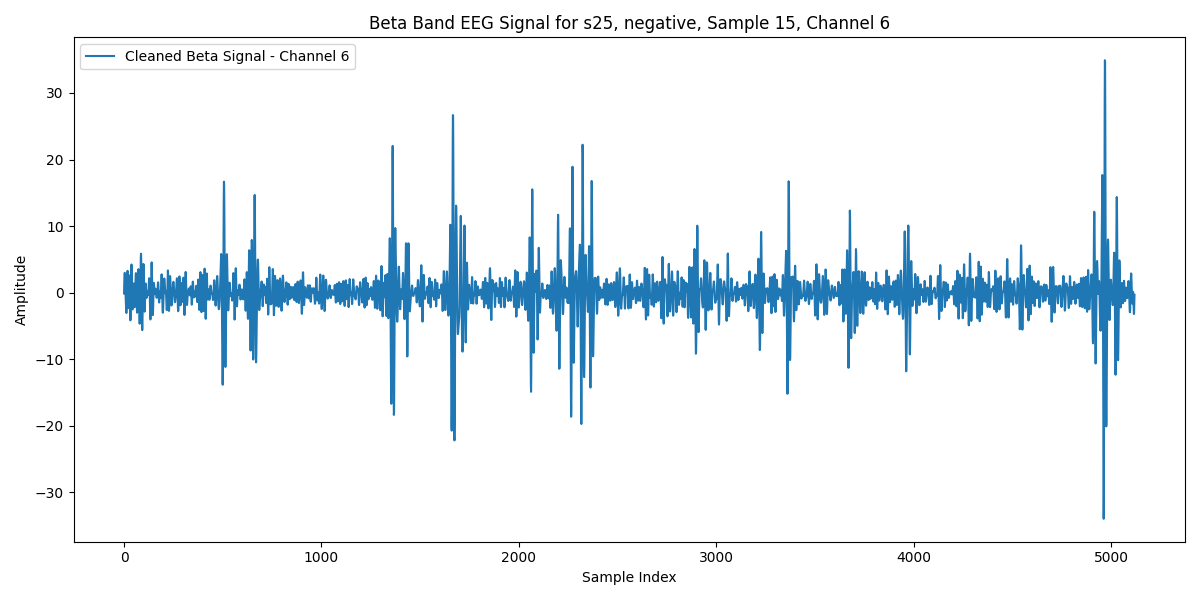 Beta Band EEG Signal for s25, negative, Sample 15, Channel 6
Cleaned Beta Signal - Channel 6
30
20
10
0
−10
−20
−30
Amplitude
0 1000 2000 3000 4000 5000
Sample Index